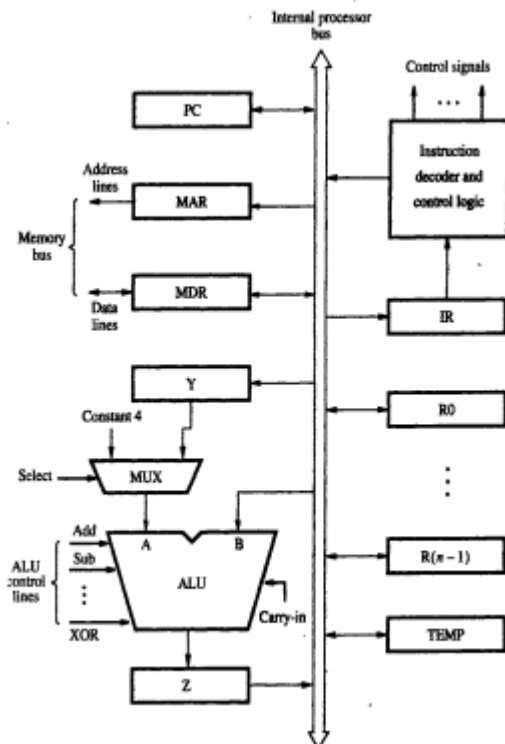 Internal processor
bus
Control signals
...
PC
Instruction
decoder and
control logic
Address
lines
MAR
Memory
bus
MDR
Data
lines
IR
Y
R0
Constant 4
Select
MUX
Add
A
B
Sub
ALU
control
lines
ALU
R(n − 1)
Carry-in
XOR
TEMP
Z